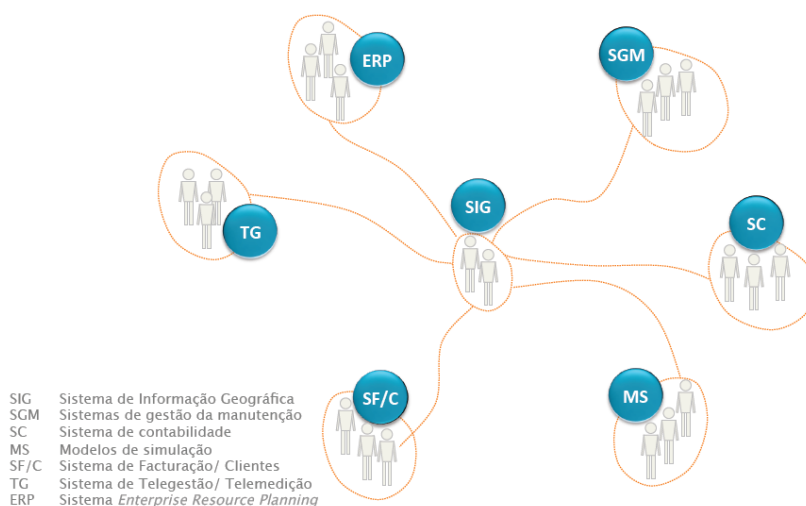 ERP
SGM
SIG
SC
TG
SF/C
MS
SIG Sistema de Informação Geográfica
SGM Sistemas de gestão da manutenção
SC Sistema de contabilidade
MS Modelos de simulação
SF/C Sistema de Facturação/ Clientes
TG Sistema de Telegestão/ Telemedição
ERP Sistema Enterprise Resource Planning